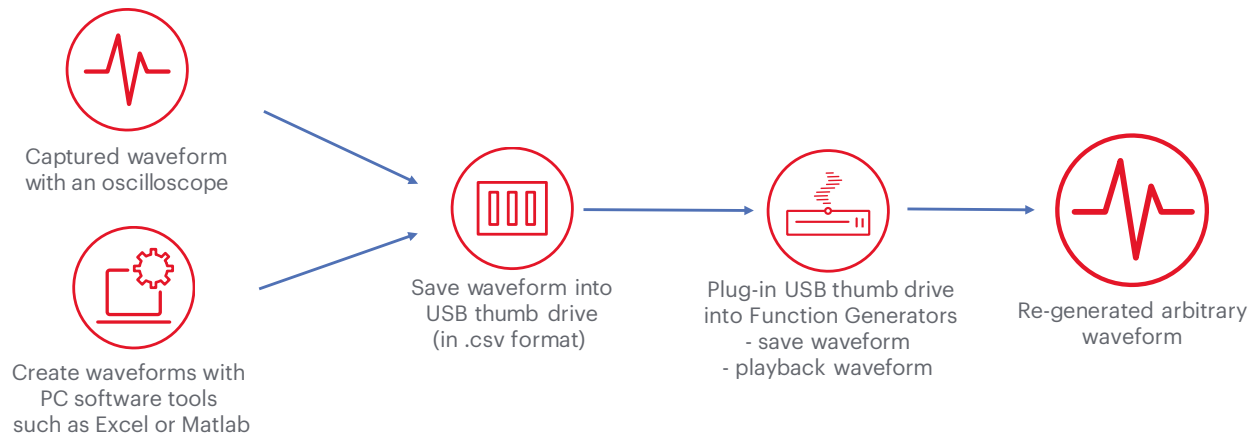 Captured waveform
with an oscilloscope
Create waveforms with
PC software tools
such as Excel or Matlab
Save waveform into
USB thumb drive
(in .csv format)
Plug-in USB thumb drive
into Function Generators
- save waveform
- playback waveform
Re-generated arbitrary
waveform